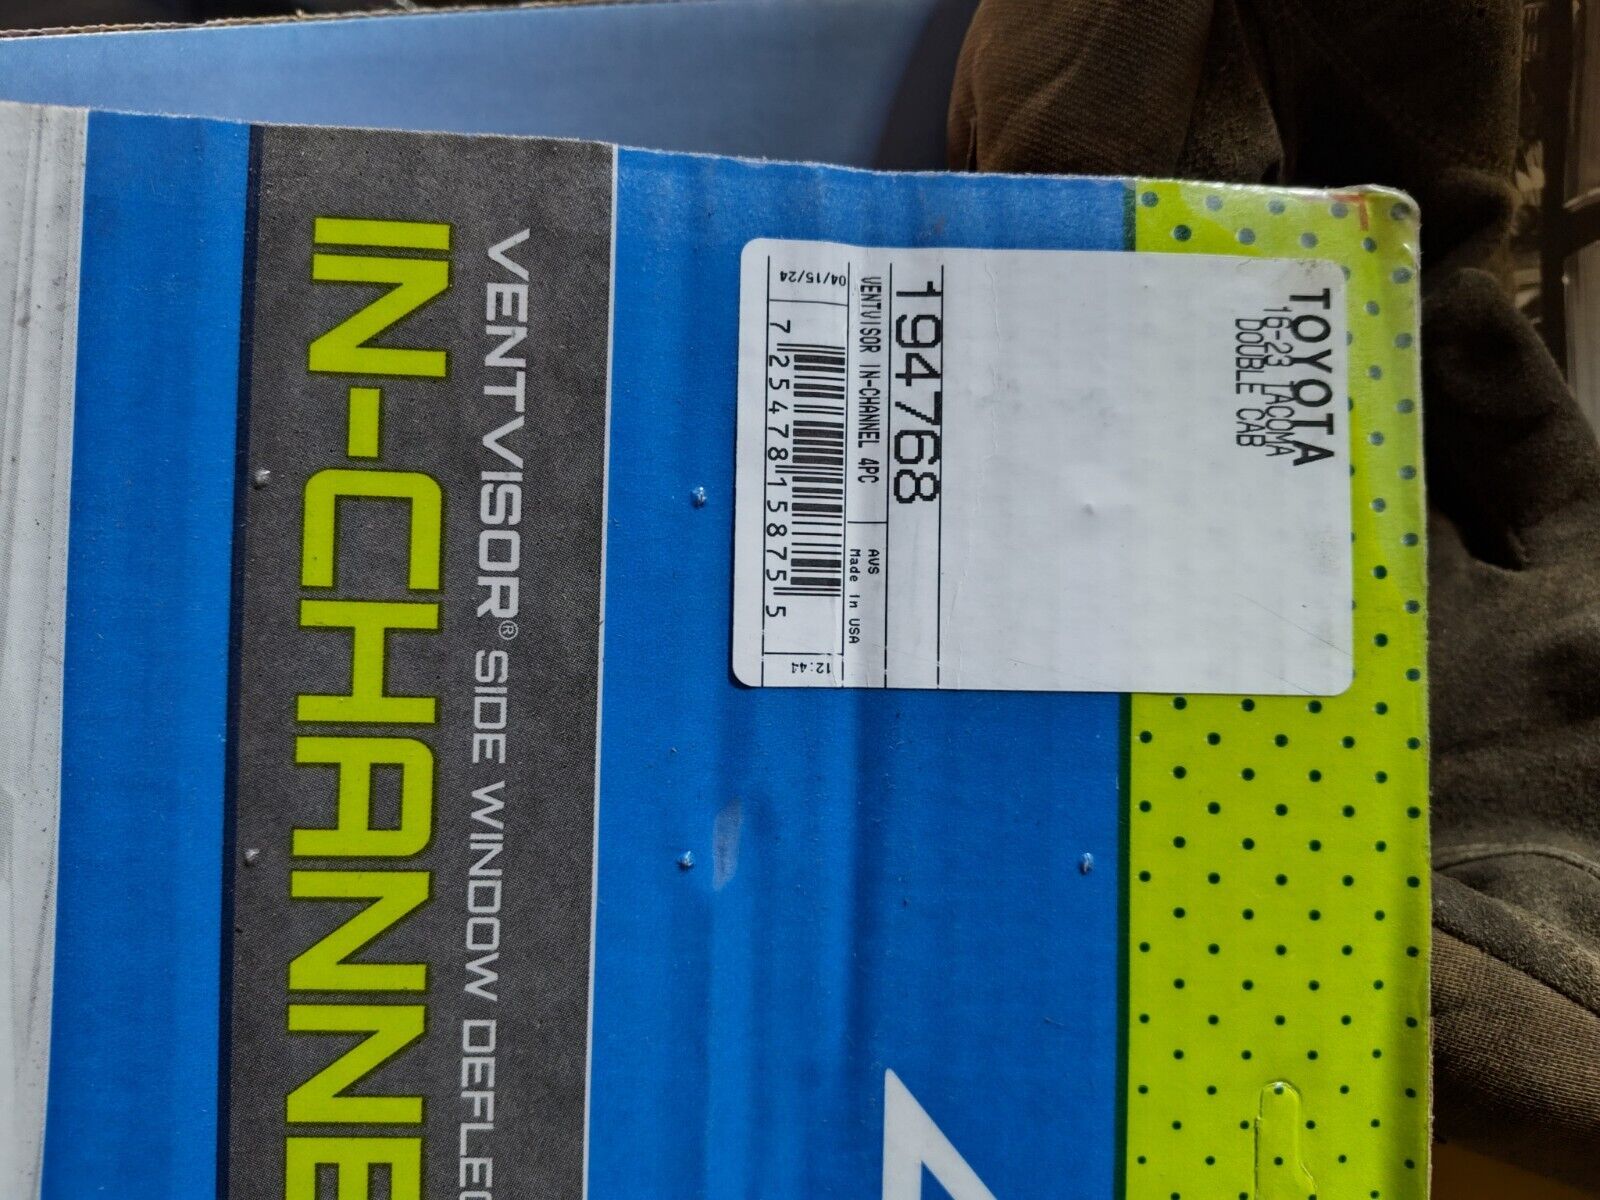 TOYOTA
16-23 TACOMA
DOUBLE CAB
194768
VENTVISOR IN-CHANNEL 4PC
AVS
Made in USA
04/15/24
7 25478 15875 5
12:44
VENTVISOR® SIDE WINDOW DEFLEC
IN-CHANNE